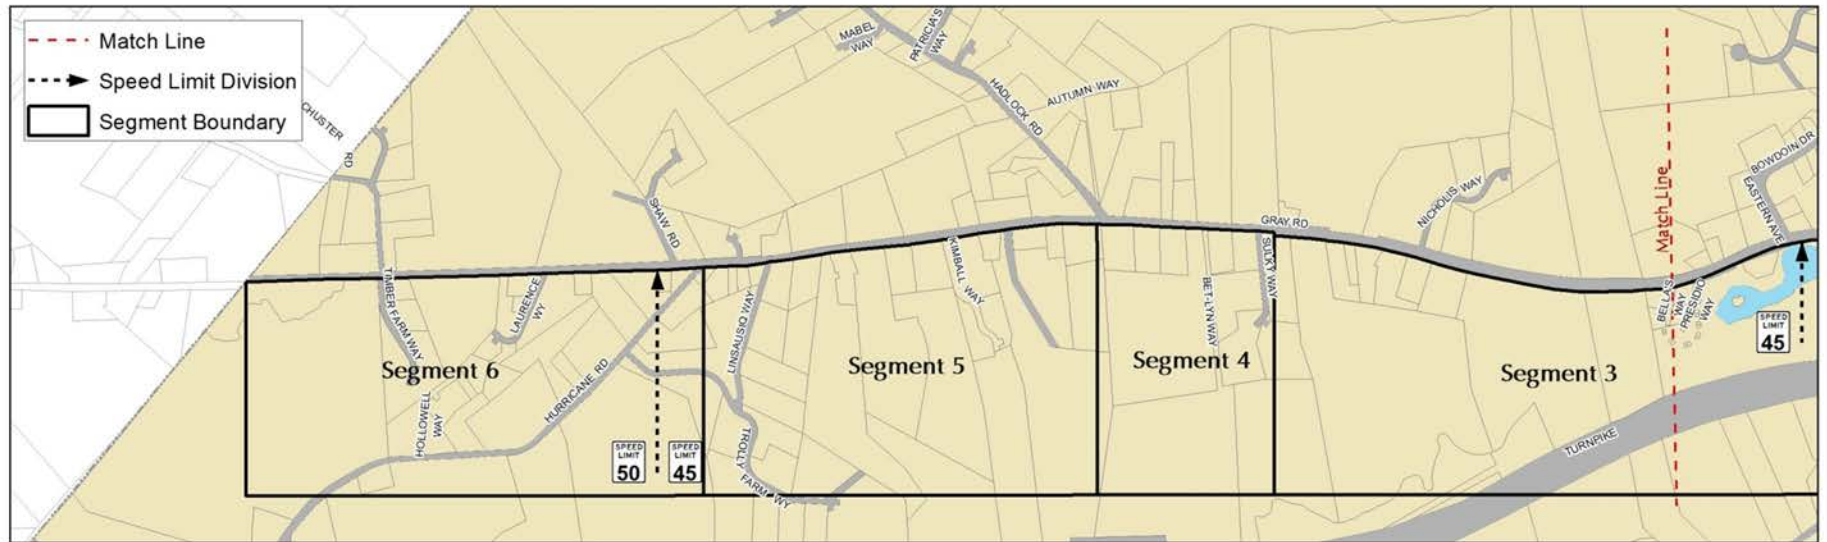 Match Line
Speed Limit Division
Segment Boundary
CHUSTER
RD
MABEL
WAY
PATRICIA'S
WAY
HADLOCK RD
AUTUMN WAY
SHAW RD
GRAY RD
NICHOLIS WAY
Match Line
BOWDOIN DR
EASTERN AVE
TIMBER FARM WAY
LAURENCE
WY
LINSAUSIQ WAY
KIMBALL WAY
BET-LYN WAY
SULKY WAY
BELLA'S
WAY
PRESIDIO
WAY
SPEED
LIMIT
45
Segment 6
Segment 5
Segment 4
Segment 3
HURRICANE RD
HOLLOWELL
WAY
SPEED
LIMIT
50
SPEED
LIMIT
45
TROLLY
FARM WY
TURNPIKE